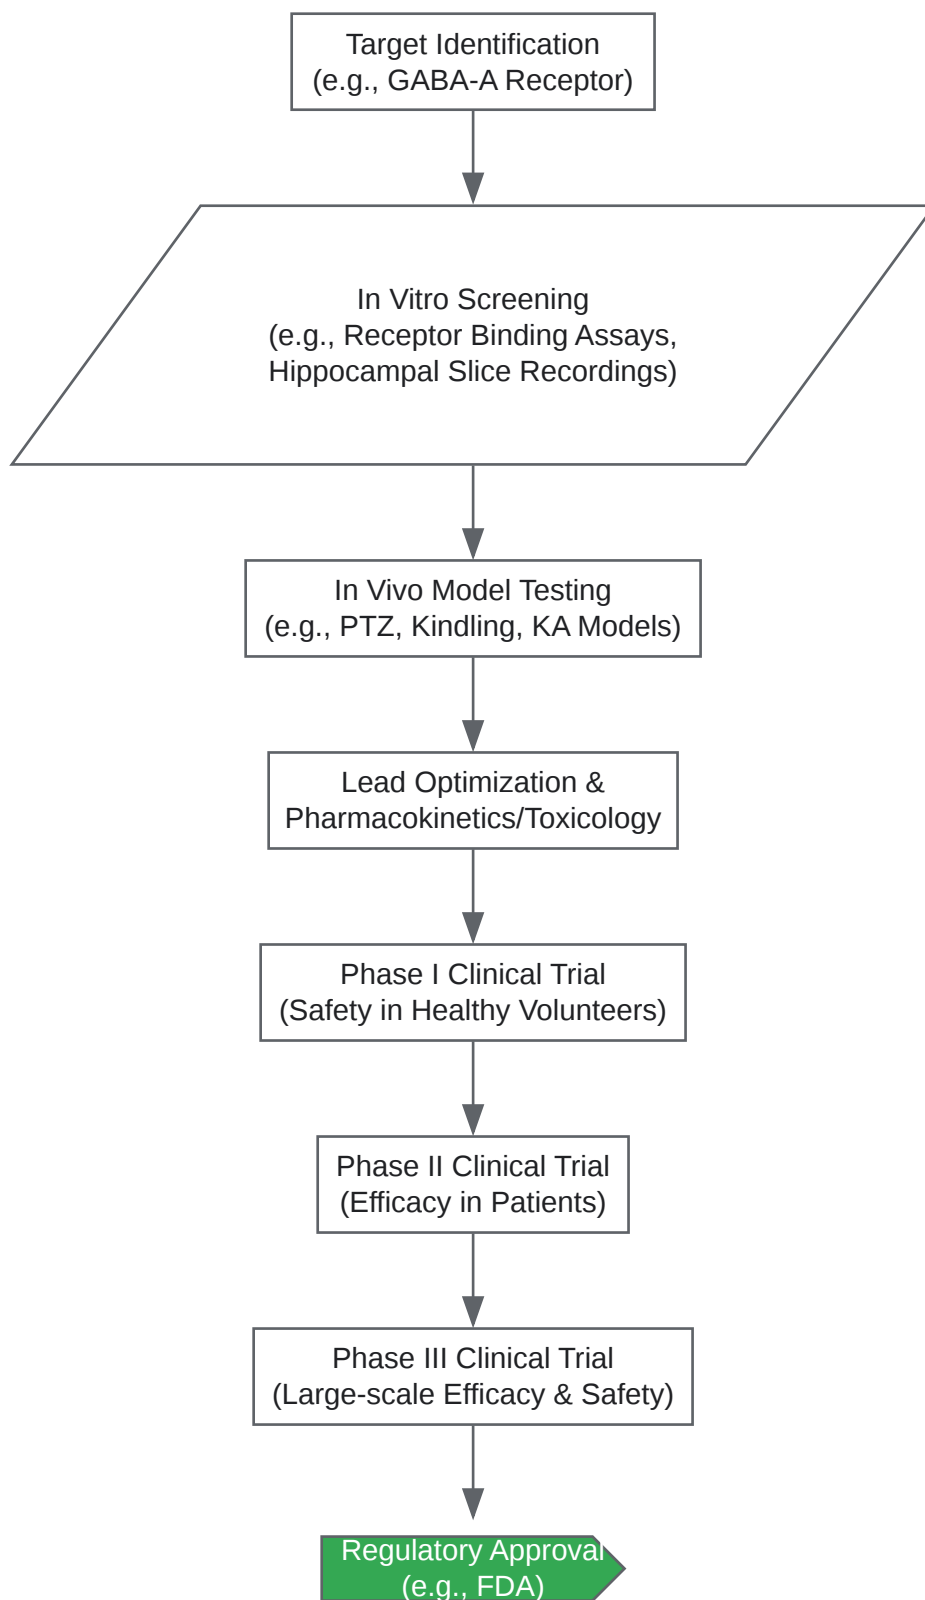 Target Identification
(e.g., GABA-A Receptor)
In Vitro Screening
(e.g., Receptor Binding Assays,
Hippocampal Slice Recordings)
In Vivo Model Testing
(e.g., PTZ, Kindling, KA Models)
Lead Optimization &
Pharmacokinetics/Toxicology
Phase I Clinical Trial
(Safety in Healthy Volunteers)
Phase II Clinical Trial
(Efficacy in Patients)
Phase III Clinical Trial
(Large-scale Efficacy & Safety)
Regulatory Approval
(e.g., FDA)